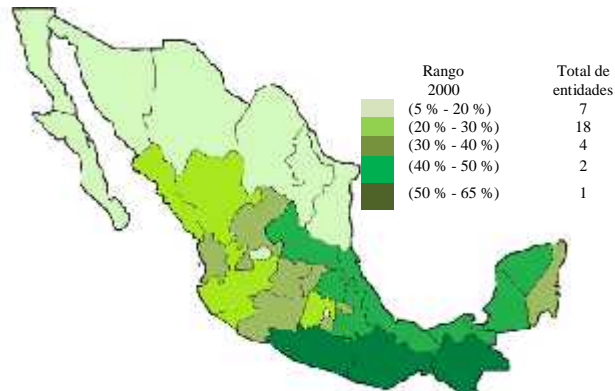 Rango Total de
2000 entidades
(5 % - 20 %) 7
(20 % - 30 %) 18
(30 % - 40 %) 4
(40 % - 50 %) 2
(50 % - 65 %) 1